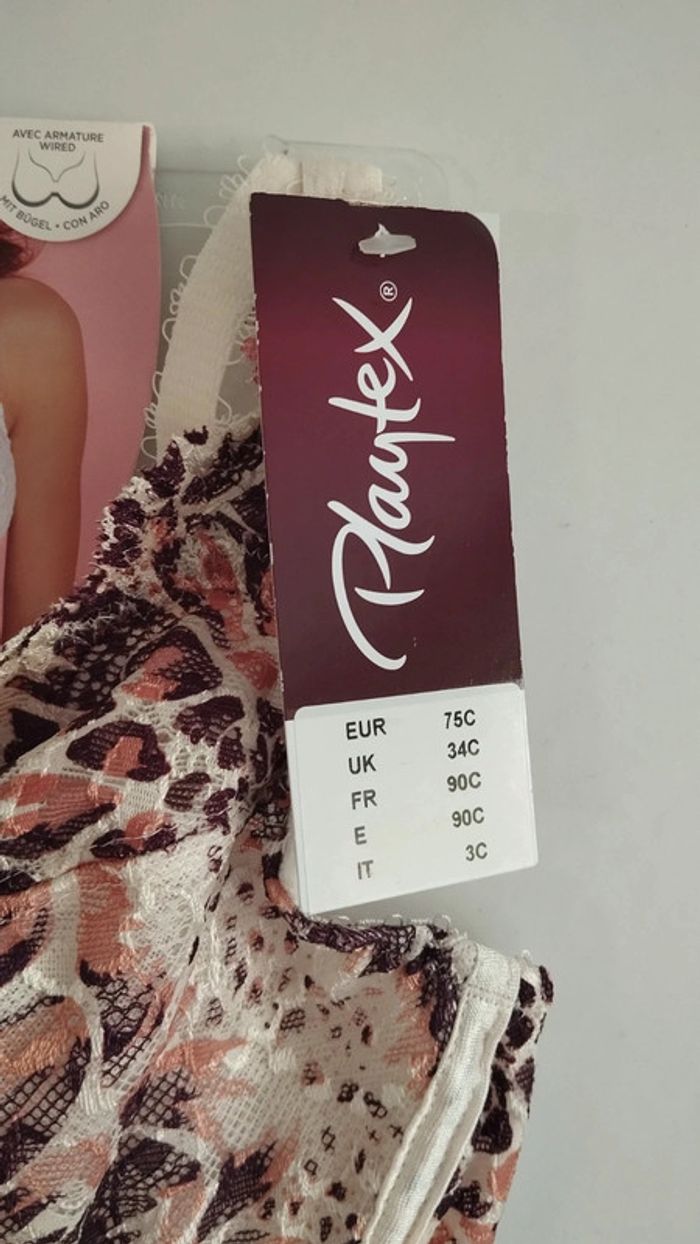 AVEC ARMATURE
WIRED
MIT BÜGEL • CON ARO
Playtex®
EUR 75C
UK 34C
FR 90C
E 90C
IT 3C